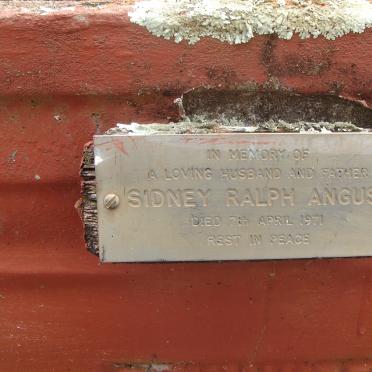 IN MEMORY OF
A LOVING HUSBAND AND FATHER
SIDNEY RALPH ANGUS
DIED 7TH APRIL 1971
REST IN PEACE